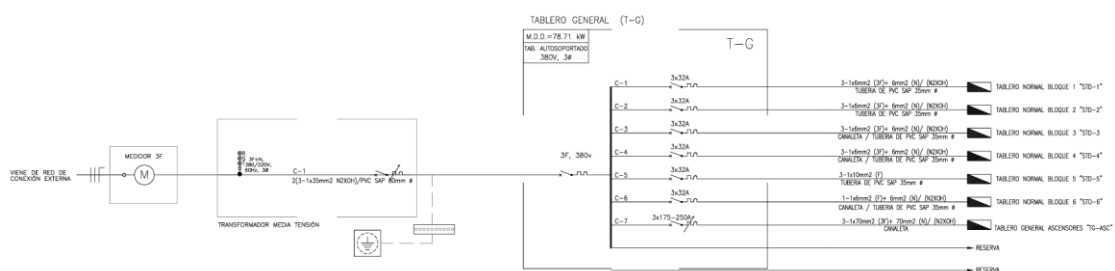 TABLERO GENERAL (T-G)
M.D.D.=78.71 kW
TAB. AUTOSOPORTADO
380V, 3ø
T-G
C-1
3x32A
3-1x6mm2 (3F)+ 6mm2 (N)/ (N2XOH)
TUBERIA DE PVC SAP 35mm ø
TABLERO NORMAL BLOQUE 1 "STD-1"
C-2
3x32A
3-1x6mm2 (3F)+ 6mm2 (N)/ (N2XOH)
TUBERIA DE PVC SAP 35mm ø
TABLERO NORMAL BLOQUE 2 "STD-2"
C-3
3x32A
3-1x6mm2 (3F)+ 6mm2 (N)/ (N2XOH)
CANALETA / TUBERIA DE PVC SAP 35mm ø
TABLERO NORMAL BLOQUE 3 "STD-3
C-4
3x32A
3-1x6mm2 (3F)+ 6mm2 (N)/ (N2XOH)
CANALETA / TUBERIA DE PVC SAP 35mm ø
TABLERO NORMAL BLOQUE 4 "STD-4"
C-5
3x32A
3-1x10mm2 (F)
TUBERIA DE PVC SAP 35mm ø
TABLERO NORMAL BLOQUE 5 "STD-5"
C-6
3x32A
1-1x6mm2 (F)+ 6mm2 (N)/ (N2XOH)
CANALETA / TUBERIA DE PVC SAP 35mm ø
TABLERO NORMAL BLOQUE 6 "STD-6"
C-7
3x175-250A
3-1x70mm2 (3F)+ 70mm2 (N)/ (N2XOH)
CANALETA
TABLERO GENERAL ASCENSORES "TG-ASC"
RESERVA
RESERVA
3F, 380v
MEDIDOR 3F
M
VIENE DE RED DE
CONEXIÓN EXTERNA
3F+N,
380/220V,
60Hz, 3ø
C-1
2(3-1x35mm2 N2XOH)/PVC SAP 80mm ø
TRANSFORMADOR MEDIA TENSIÓN